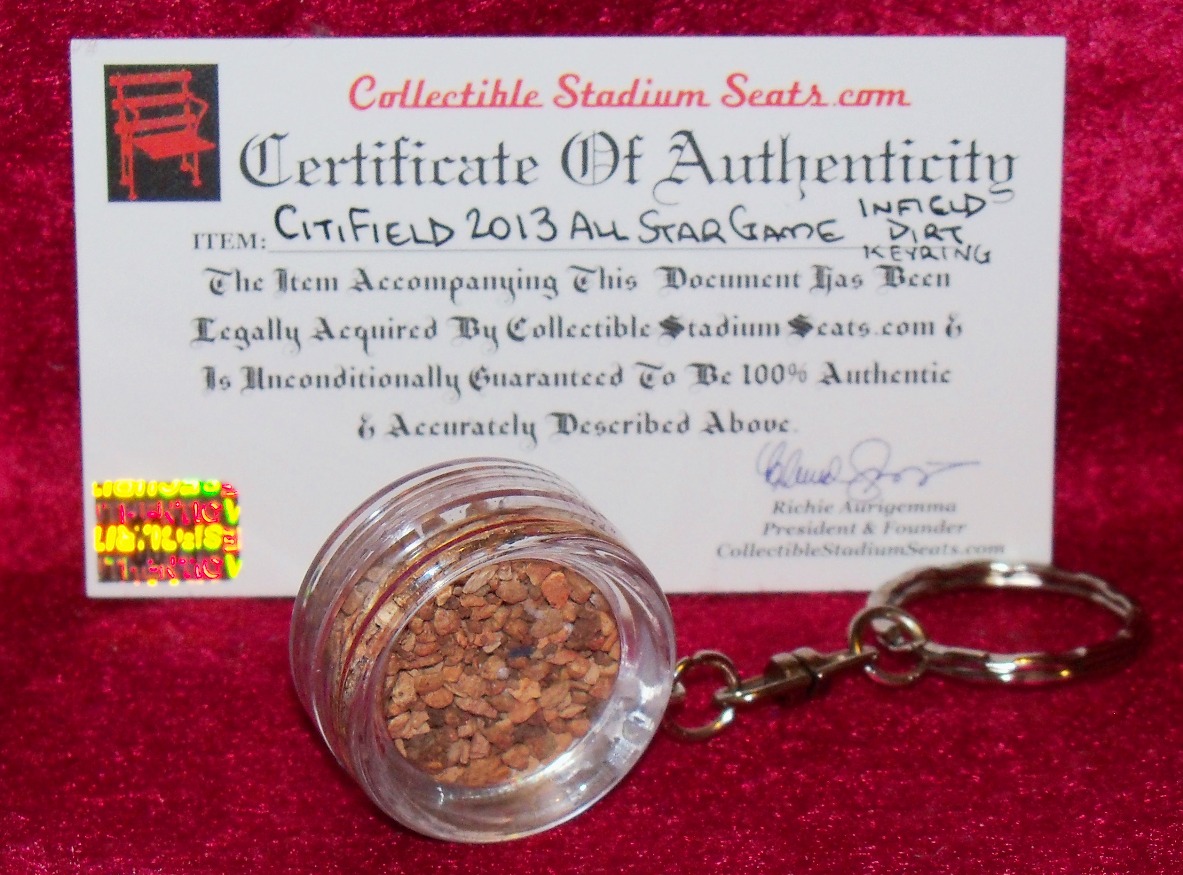 Collectible Stadium Seats.com
Certificate Of Authenticity
ITEM: CITIFIELD 2013 ALL STAR GAME INFIELD DIRT KEYRING
The Item Accompanying This Document Has Been
Legally Acquired By Collectible Stadium Seats.com &
Is Unconditionally Guaranteed To Be 100% Authentic
& Accurately Described Above.
Richie Aurigemma
President & Founder
CollectibleStadiumSeats.com